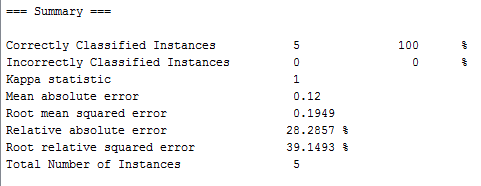 === Summary ===
Correctly Classified Instances 5 100 %
Incorrectly Classified Instances 0 0 %
Kappa statistic 1
Mean absolute error 0.12
Root mean squared error 0.1949
Relative absolute error 28.2857 %
Root relative squared error 39.1493 %
Total Number of Instances 5